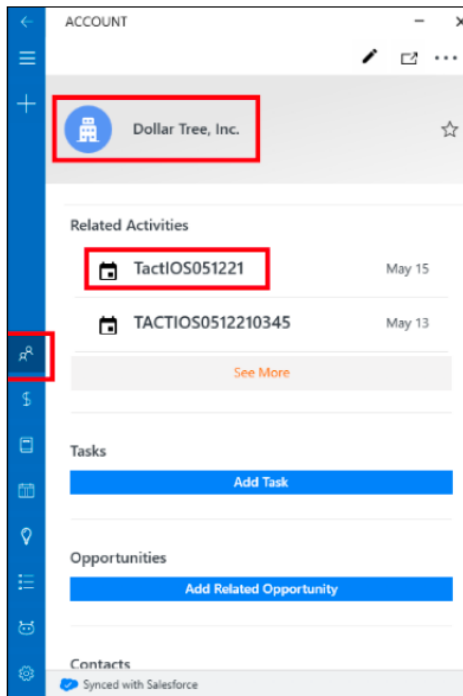 ACCOUNT
Dollar Tree, Inc.
Related Activities
TactIOS051221 May 15
TACTIOS0512210345 May 13
See More
Tasks
Add Task
Opportunities
Add Related Opportunity
Contacts
Synced with Salesforce